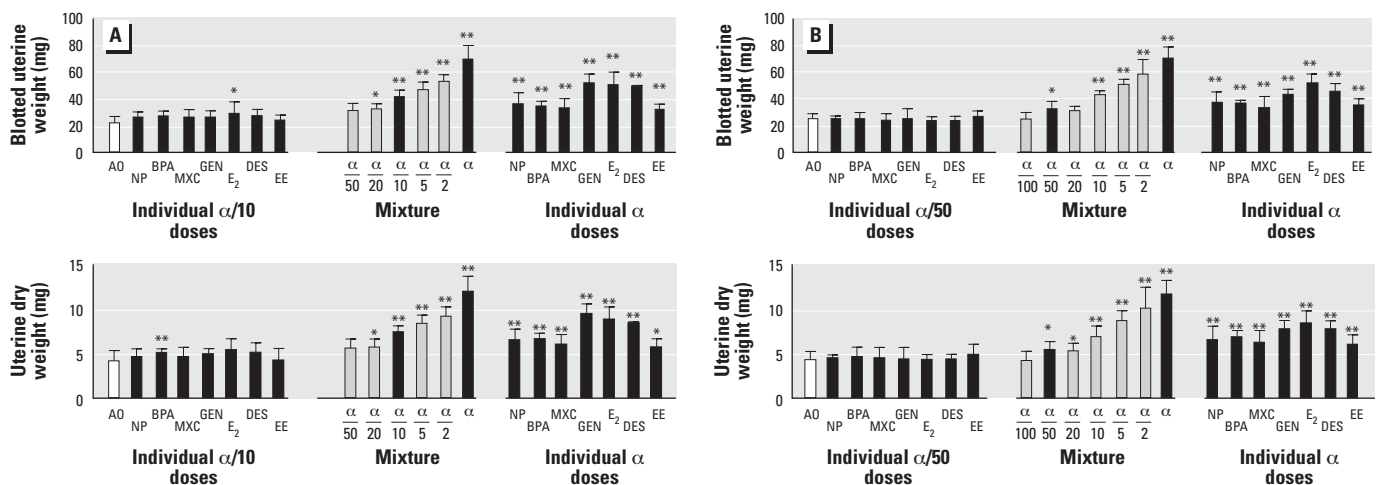 A
Blotted uterine
weight (mg)
100
80
60
40
20
0
*
* ** ** ** ** **
** ** ** ** ** ** **
AO NP BPA MXC GEN E2 DES EE
α/50 α/20 α/10 α/5 α/2 α
NP BPA MXC GEN E2 DES EE
Individual α/10
doses
Mixture
Individual α
doses
B
Blotted uterine
weight (mg)
100
80
60
40
20
0
* ** ** ** **
** ** ** ** ** ** **
AO NP BPA MXC GEN E2 DES EE
α/100 α/50 α/20 α/10 α/5 α/2 α
NP BPA MXC GEN E2 DES EE
Individual α/50
doses
Mixture
Individual α
doses
Uterine dry
weight (mg)
15
10
5
0
**
* ** ** ** **
** ** ** ** ** ** *
AO NP BPA MXC GEN E2 DES EE
α/50 α/20 α/10 α/5 α/2 α
NP BPA MXC GEN E2 DES EE
Individual α/10
doses
Mixture
Individual α
doses
Uterine dry
weight (mg)
15
10
5
0
* * ** ** ** **
** ** ** ** ** ** **
AO NP BPA MXC GEN E2 DES EE
α/100 α/50 α/20 α/10 α/5 α/2 α
NP BPA MXC GEN E2 DES EE
Individual α/50
doses
Mixture
Individual α
doses